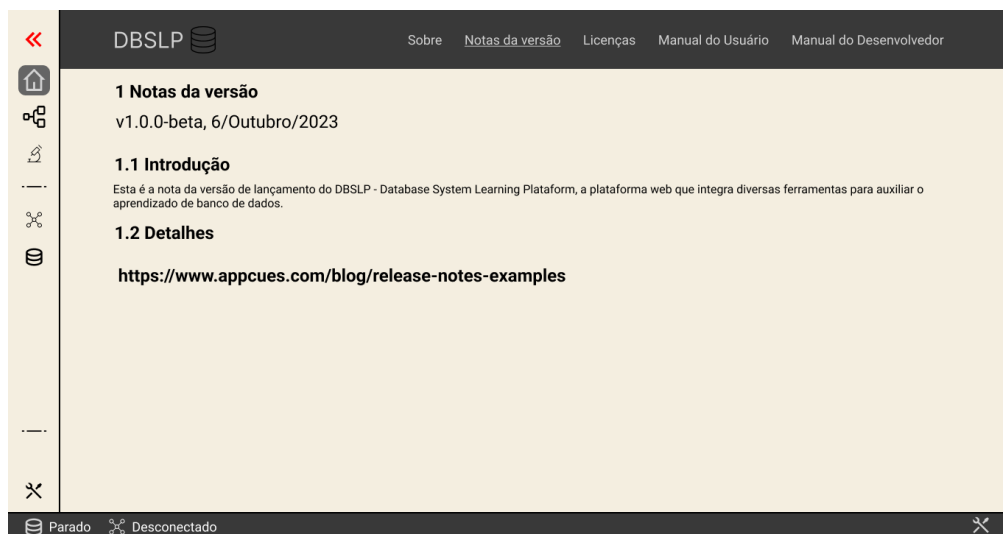 DBSLP
Sobre Notas da versão Licenças Manual do Usuário Manual do Desenvolvedor
1 Notas da versão
v1.0.0-beta, 6/Outubro/2023
1.1 Introdução
Esta é a nota da versão de lançamento do DBSLP - Database System Learning Plataform, a plataforma web que integra diversas ferramentas para auxiliar o
aprendizado de banco de dados.
1.2 Detalhes
https://www.appcues.com/blog/release-notes-examples
Parado Desconectado